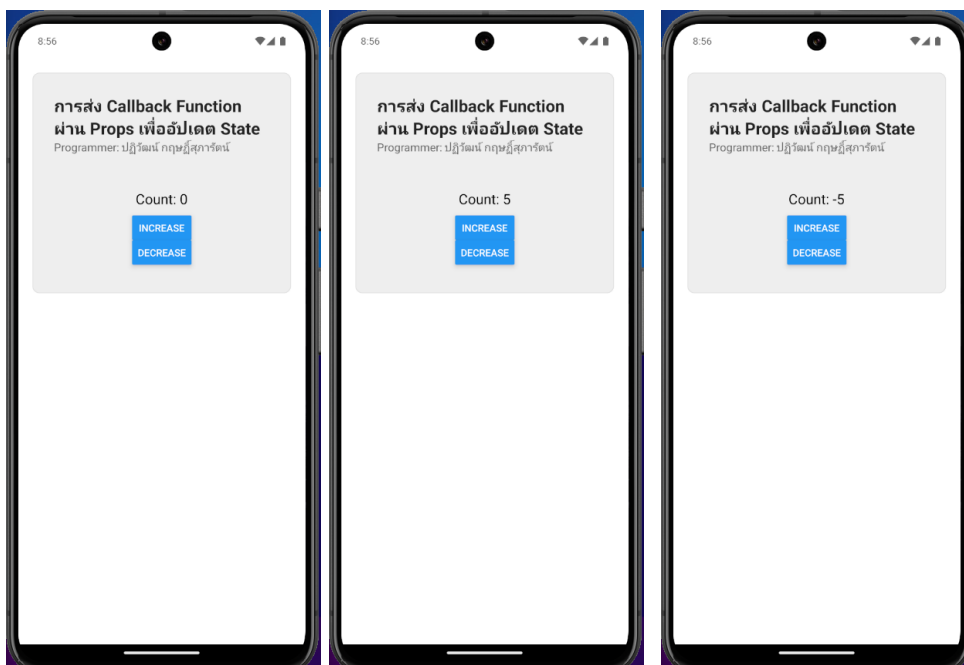 8:56
การส่ง Callback Function
ผ่าน Props เพื่ออัปเดต State
Programmer: ปฏิวัฒน์ กฤษฏิ์สุภารัตน์
Count: 0
INCREASE
DECREASE
8:56
การส่ง Callback Function
ผ่าน Props เพื่ออัปเดต State
Programmer: ปฏิวัฒน์ กฤษฏิ์สุภารัตน์
Count: 5
INCREASE
DECREASE
8:56
การส่ง Callback Function
ผ่าน Props เพื่ออัปเดต State
Programmer: ปฏิวัฒน์ กฤษฏิ์สุภารัตน์
Count: -5
INCREASE
DECREASE